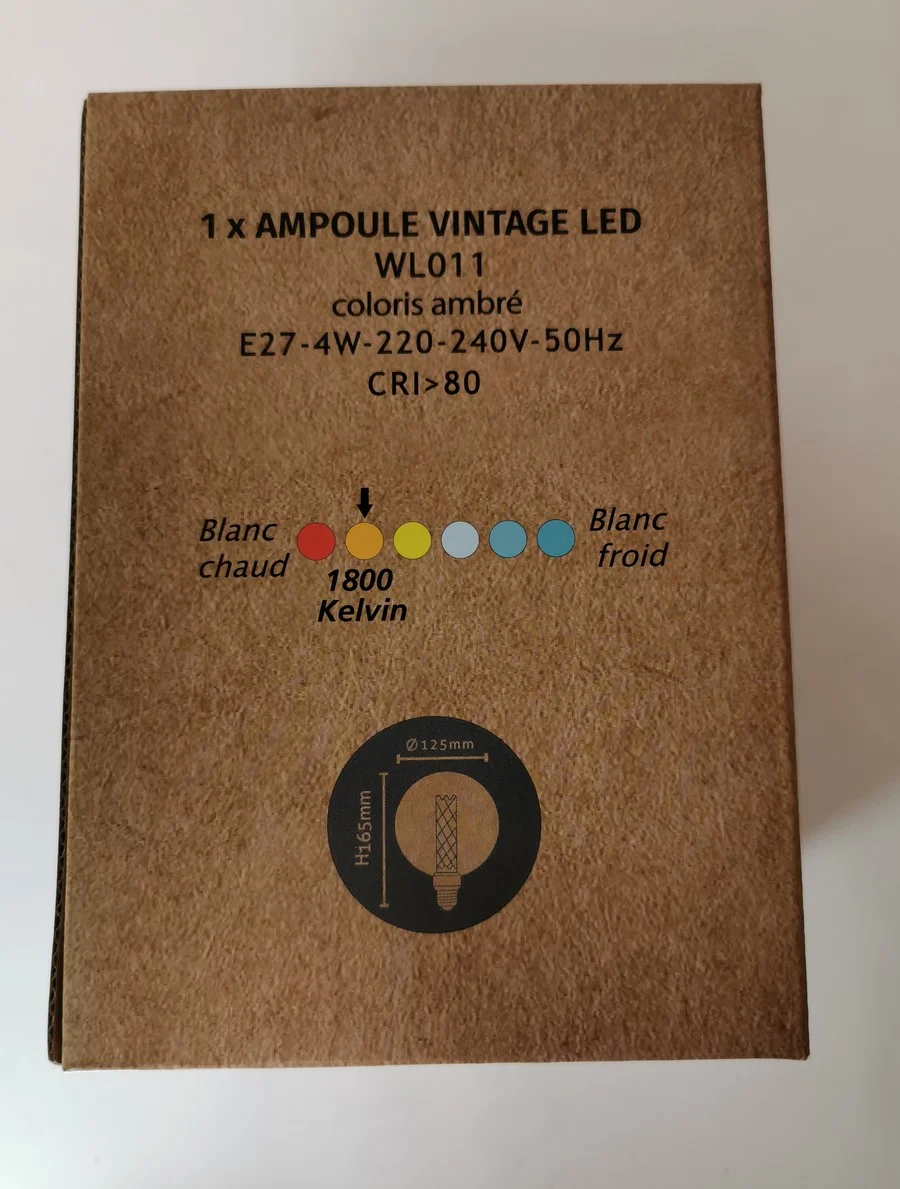 1 x AMPOULE VINTAGE LED
WL011
coloris ambré
E27-4W-220-240V-50Hz
CRI>80
Blanc
chaud
1800
Kelvin
Blanc
froid
Ø125mm
H165mm